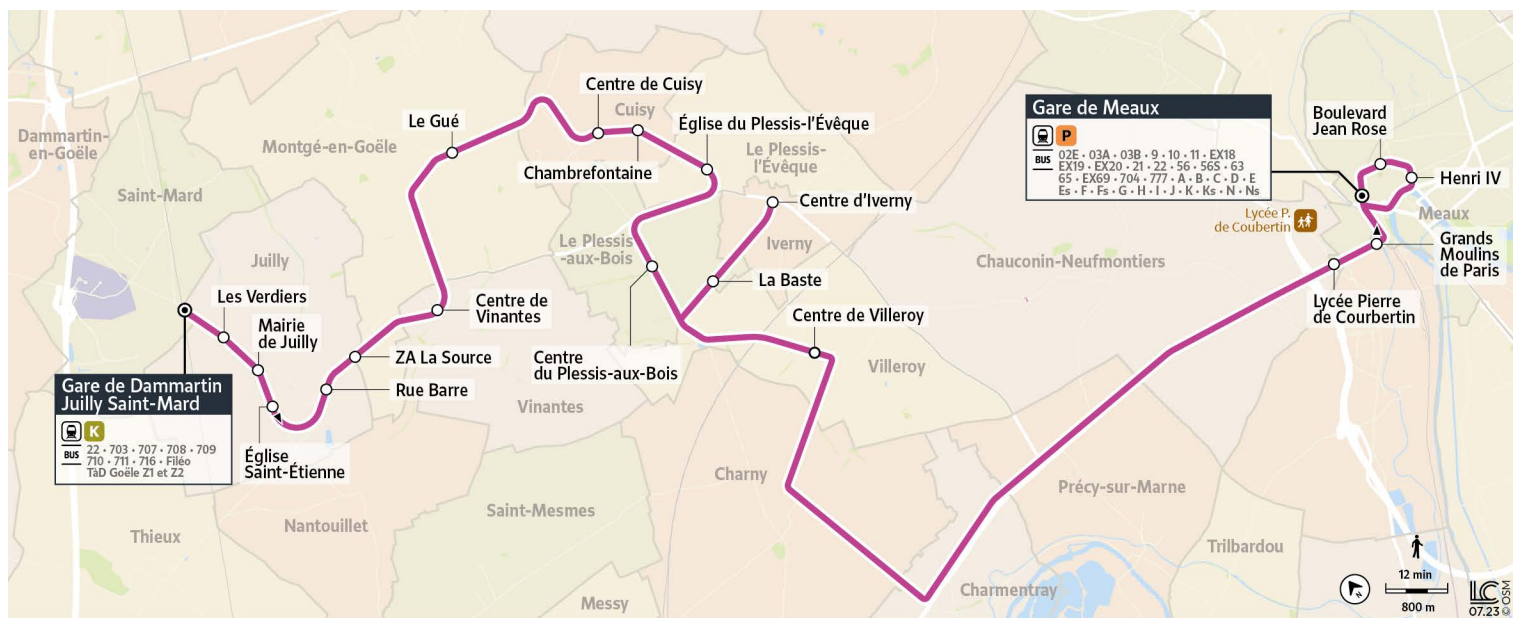 Centre de Cuisy
Cuisy
Gare de Meaux
P
BUS
02E • 03A • 03B • 9 • 10 • 11 • EX18
EX19 • EX20 • 21 • 22 • 56 • 56S • 63
65 • EX69 • 704 • 777 • A • B • C • D • E
Es • F • Fs • G • H • I • J • K • Ks • N • Ns
Boulevard
Jean Rose
Dammartin-
en-Goële
Le Gué
Montgé-en-Goële
Église du Plessis-l'Évêque
Le Plessis-
l'Évêque
Chambrefontaine
Henri IV
Meaux
Saint-Mard
Centre d'Iverny
Iverny
Lycée P.
de Coubertin
Le Plessis
-aux-Bois
Juilly
Chauconin-Neufmontiers
Grands
Moulins
de Paris
La Baste
Les Verdiers
Centre de
Vinantes
Lycée Pierre
de Coubertin
Centre de Villeroy
Mairie
de Juilly
ZA La Source
Centre
du Plessis-aux-Bois
Villeroy
Gare de Dammartin
Juilly Saint-Mard
K
BUS
22 • 703 • 707 • 708 • 709
710 • 711 • 716 • Filéo
TàD Goële Z1 et Z2
Rue Barre
Vinantes
Église
Saint-Étienne
Charny
Précy-sur-Marne
Saint-Mesmes
Nantouillet
Thieux
Trilbardou
Charmentray
Messy
N
12 min
800 m
LC
07.23
© OSM